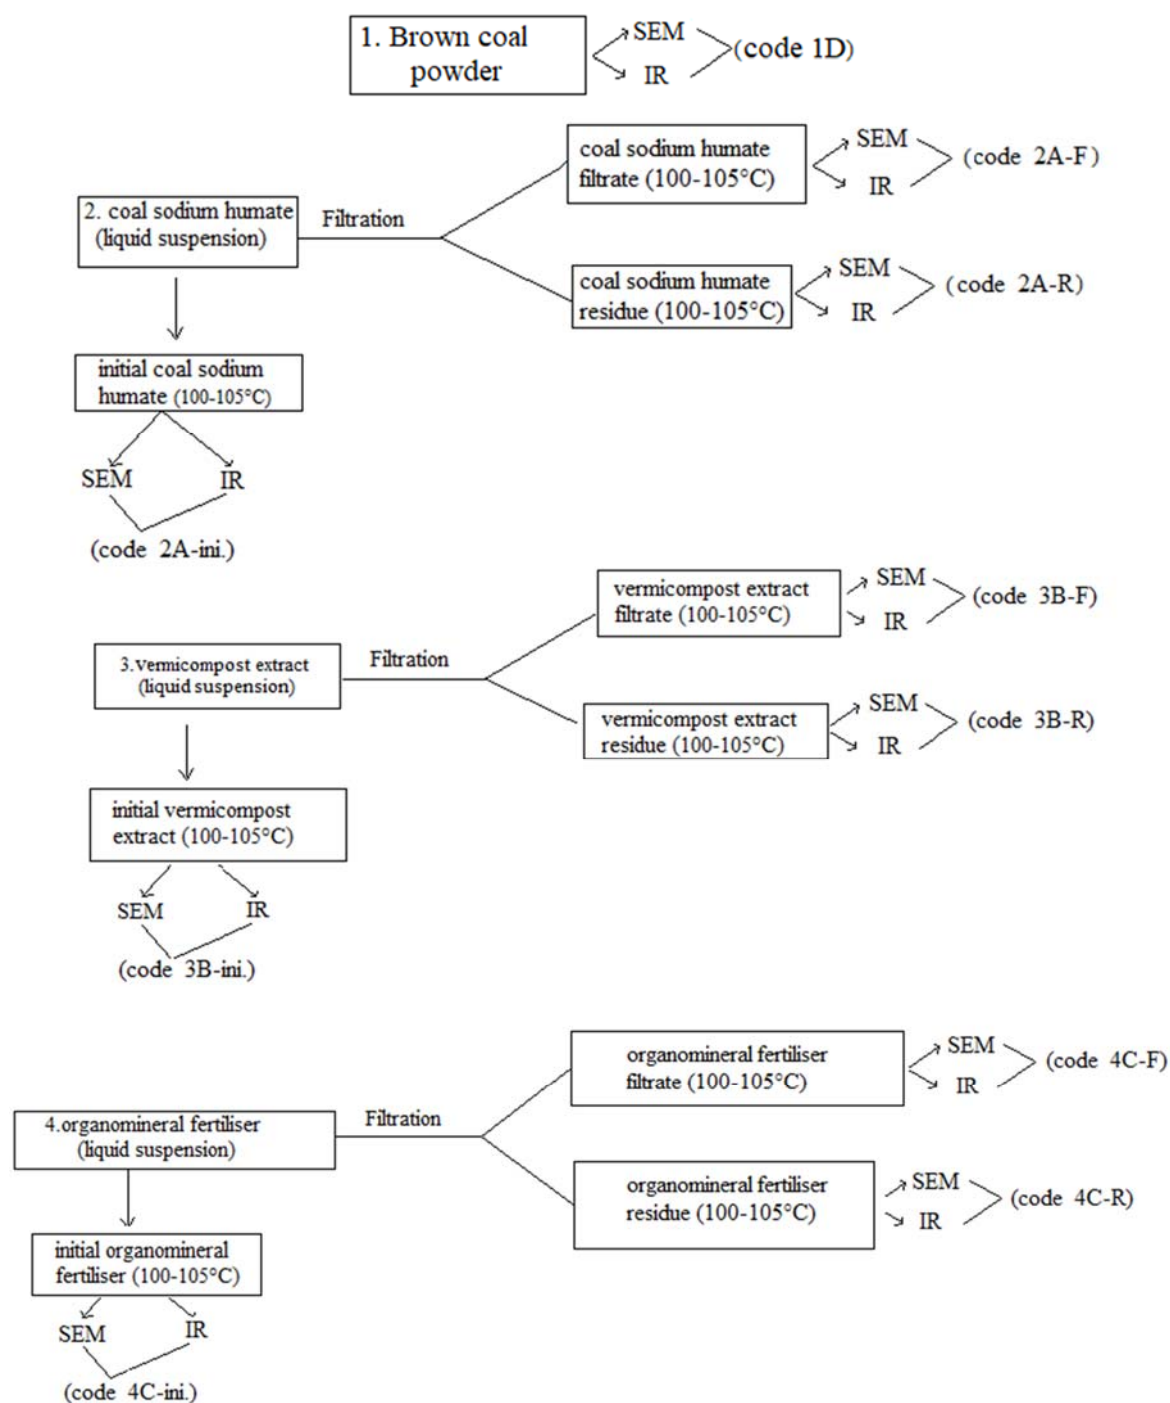 1. Brown coal
powder
SEM
IR
(code 1D)
coal sodium humate
filtrate (100-105°C)
SEM
IR
(code 2A-F)
2. coal sodium humate
(liquid suspension)
Filtration
coal sodium humate
residue (100-105°C)
SEM
IR
(code 2A-R)
initial coal sodium
humate (100-105°C)
SEM
IR
(code 2A-ini.)
vermicompost extract
filtrate (100-105°C)
SEM
IR
(code 3B-F)
3.vermicompost extract
(liquid suspension)
Filtration
vermicompost extract
residue (100-105°C)
SEM
IR
(code 3B-R)
initial vermicompost
extract (100-105°C)
SEM
IR
(code 3B-ini.)
organomineral fertiliser
filtrate (100-105°C)
SEM
IR
(code 4C-F)
4.organomineral fertiliser
(liquid suspension)
Filtration
organomineral fertiliser
residue (100-105°C)
SEM
IR
(code 4C-R)
initial organomineral
fertiliser (100-105°C)
SEM
IR
(code 4C-ini.)